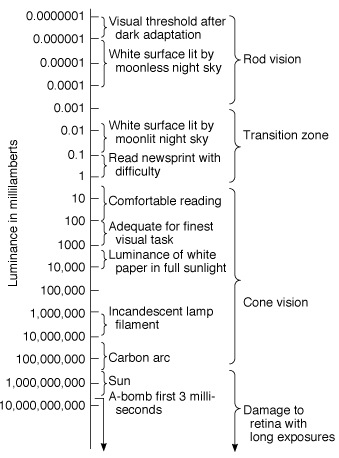 0.0000001
Visual threshold after
dark adaptation
0.000001
White surface lit by
moonless night sky
0.00001
Rod vision
0.0001
0.001
White surface lit by
moonlit night sky
0.01
Transition zone
0.1
Read newsprint with
difficulty
1
10
Comfortable reading
100
Adequate for finest
visual task
1000
Luminance of white
paper in full sunlight
10,000
Luminance in millilamberts
100,000
Cone vision
1,000,000
Incandescent lamp
filament
10,000,000
100,000,000
Carbon arc
1,000,000,000
Sun
A-bomb first 3 milli-
seconds
10,000,000,000
Damage to
retina with
long exposures